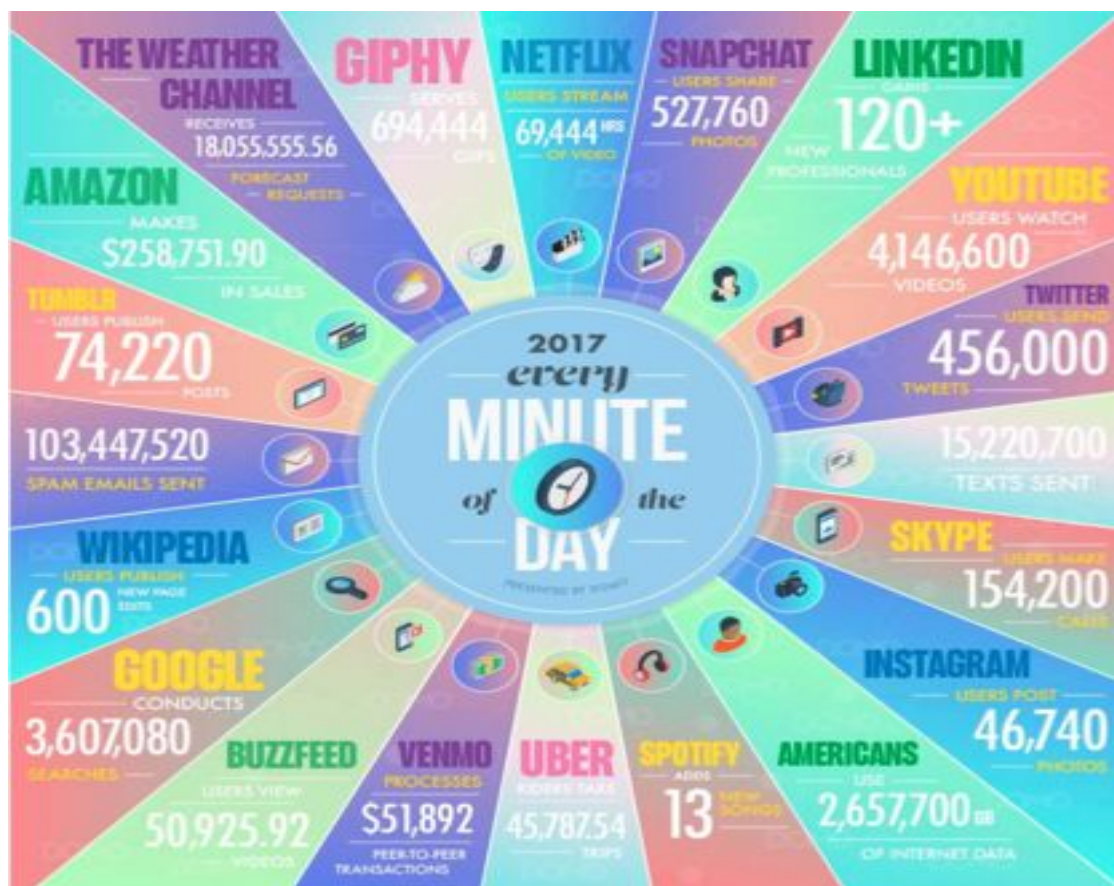 2017
every
MINUTE
of the
DAY
PRESENTED BY DOMO
THE WEATHER
CHANNEL
RECEIVES
18,055,555.56
FORECAST
REQUESTS
GIPHY
SERVES
694,444
GIFS
NETFLIX
USERS STREAM
69,444 HRS
OF VIDEO
SNAPCHAT
USERS SHARE
527,760
PHOTOS
LINKEDIN
GAINS
120+
NEW
PROFESSIONALS
YOUTUBE
USERS WATCH
4,146,600
VIDEOS
TWITTER
USERS SEND
456,000
TWEETS
15,220,700
TEXTS SENT
SKYPE
USERS MAKE
154,200
CALLS
INSTAGRAM
USERS POST
46,740
PHOTOS
AMERICANS
USE
2,657,700 GB
OF INTERNET DATA
SPOTIFY
ADDS
13 NEW
SONGS
UBER
RIDERS TAKE
45,787.54
TRIPS
VENMO
PROCESSES
$51,892
PEER-TO-PEER
TRANSACTIONS
BUZZFEED
USERS VIEW
50,925.92
VIDEOS
GOOGLE
CONDUCTS
3,607,080
SEARCHES
WIKIPEDIA
USERS PUBLISH
600 NEW PAGE
EDITS
103,447,520
SPAM EMAILS SENT
TUMBLR
USERS PUBLISH
74,220
POSTS
AMAZON
MAKES
$258,751.90
IN SALES